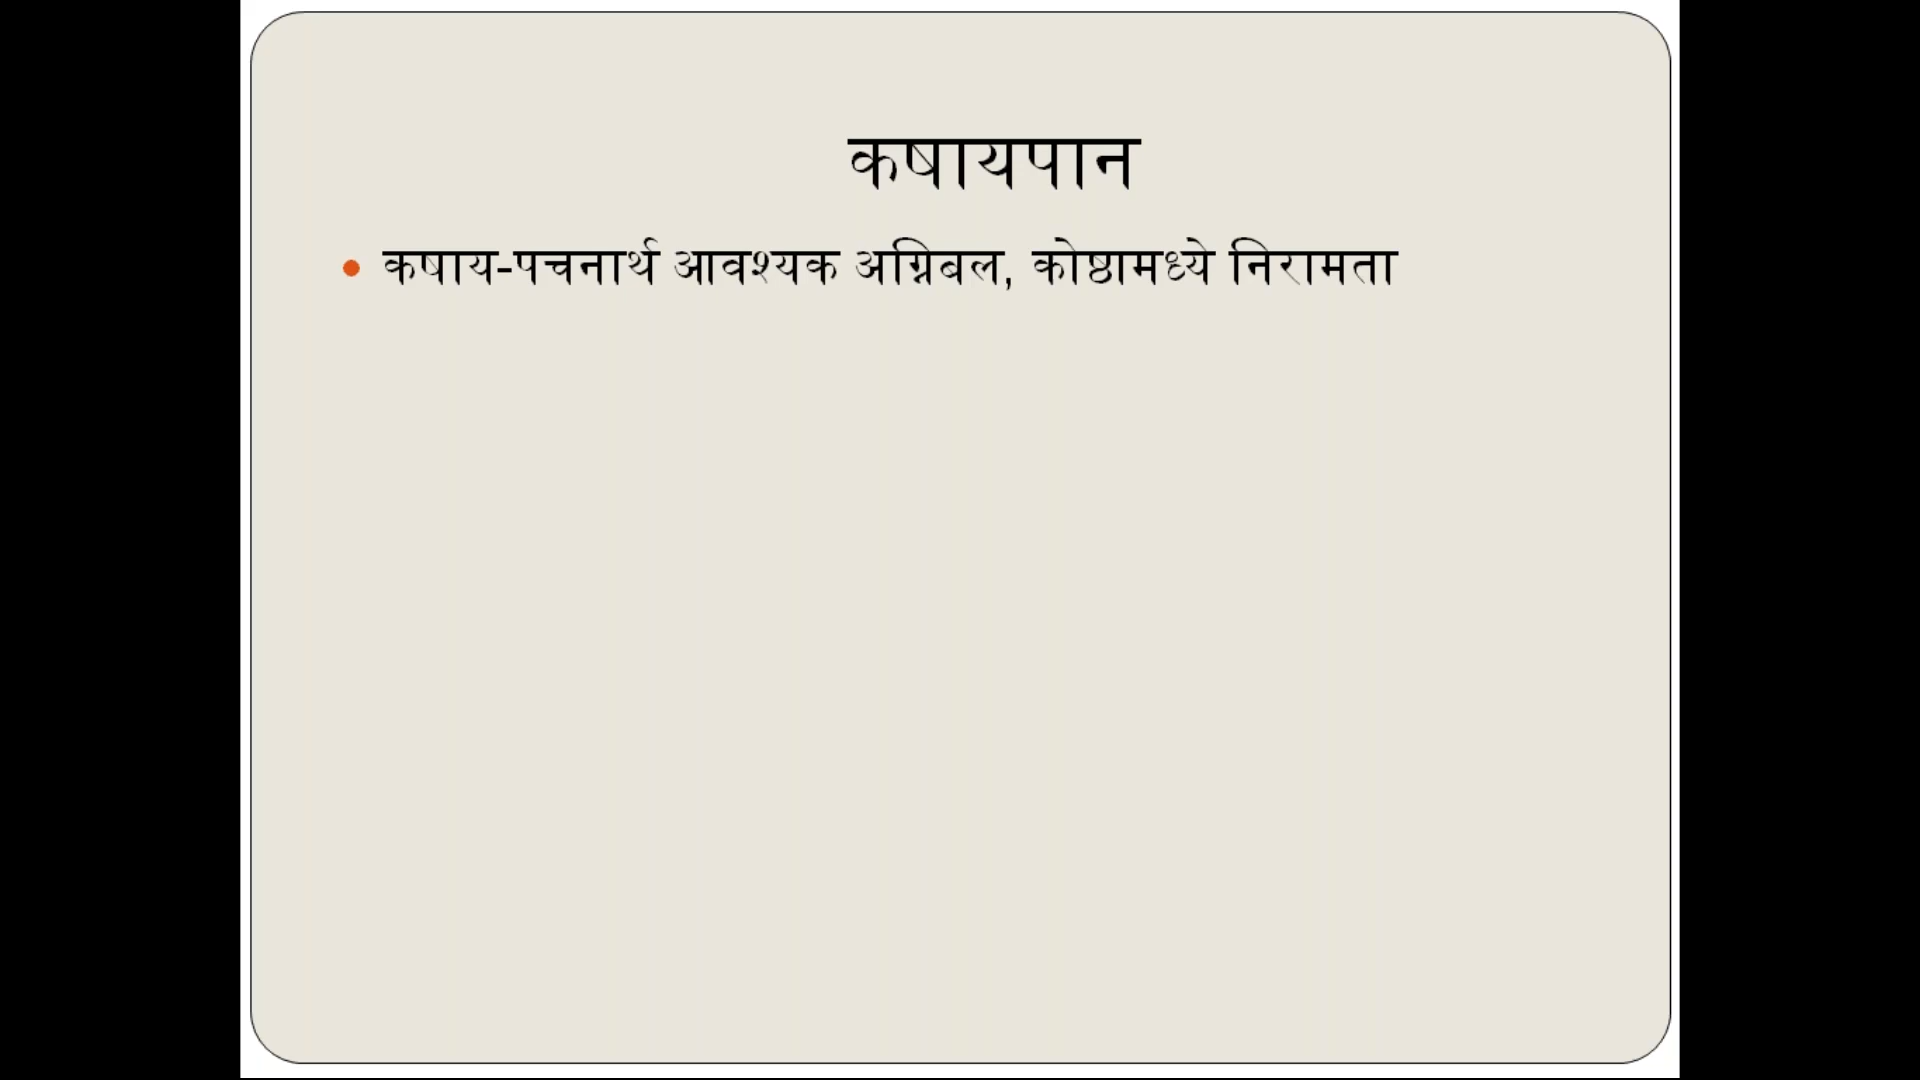 कषायपान
• कषाय-पचनार्थ आवश्यक अग्निबल, कोष्ठामध्ये निरामता